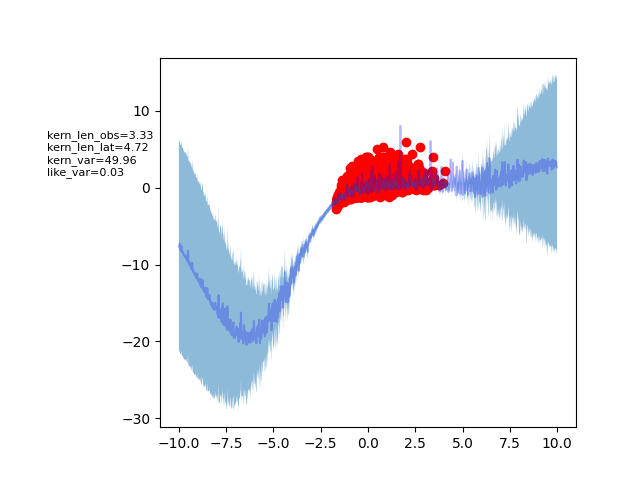 kern_len_obs=3.33
kern_len_lat=4.72
kern_var=49.96
like_var=0.03
10
0
−10
−20
−30
−10.0 −7.5 −5.0 −2.5 0.0 2.5 5.0 7.5 10.0